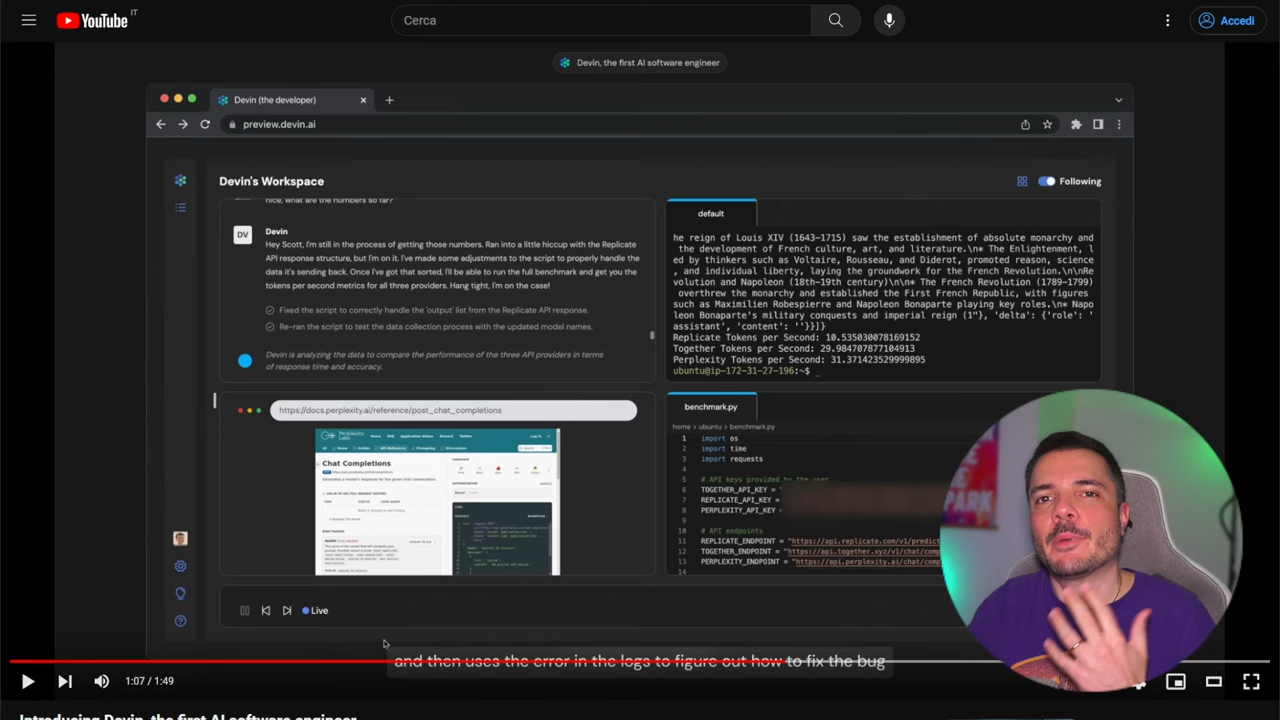 YouTube IT
Cerca
Accedi
Devin, the first AI software engineer
Devin (the developer)
preview.devin.ai
Devin's Workspace
Following
nice, what are the numbers so far?
DV
Devin
Hey Scott, I'm still in the process of getting those numbers. Ran into a little hiccup with the Replicate
API response structure, but I'm on it. I've made some adjustments to the script to properly handle the
data it's sending back. Once I've got that sorted, I'll be able to run the full benchmark and get you the
tokens per second metrics for all three providers. Hang tight, I'm on the case!
Fixed the script to correctly handle the 'output' list from the Replicate API response.
Re-ran the script to test the data collection process with the updated model names.
Devin is analyzing the data to compare the performance of the three API providers in terms
of response time and accuracy.
default
he reign of Louis XIV (1643–1715) saw the establishment of absolute monarchy and
the development of French culture, art, and literature.\n* The Enlightenment, l
ed by thinkers such as Voltaire, Rousseau, and Diderot, promoted reason, science
, and individual liberty, laying the groundwork for the French Revolution.\n\nRe
volution and Napoleon (18th–19th century)\n\n* The French Revolution (1789–1799)
overthrew the monarchy and established the First French Republic, with figures
such as Maximilien Robespierre and Napoleon Bonaparte playing key roles.\n* Napo
leon Bonaparte's military conquests and imperial reign (1"}, 'delta': {'role': '
assistant', 'content': ''}}]}
Replicate Tokens per Second: 10.535030078169152
Together Tokens per Second: 29.984707877104913
Perplexity Tokens per Second: 31.371423529999895
ubuntu@ip-172-31-27-196:~$ _
https://docs.perplexity.ai/reference/post_chat_completions
Perplexity Labs
Home
Application Status
Discord
Twitter
Log In
Chat Completions
benchmark.py
home › ubuntu › benchmark.py
1 import os
2 import time
3 import requests
4
5 # API keys provided by the user
6 TOGETHER_API_KEY =
7 REPLICATE_API_KEY =
8 PERPLEXITY_API_KEY =
9
10 # API endpoints
11 REPLICATE_ENDPOINT = "https://api.replicate.com/v1/predict
12 TOGETHER_ENDPOINT = "https://api.together.xyz/v1/chat/comp
13 PERPLEXITY_ENDPOINT = "https://api.perplexity.ai/chat/comp
14
Live
and then uses the error in the logs to figure out how to fix the bug
1:07 / 1:49
Introducing Devin, the first AI software engineer